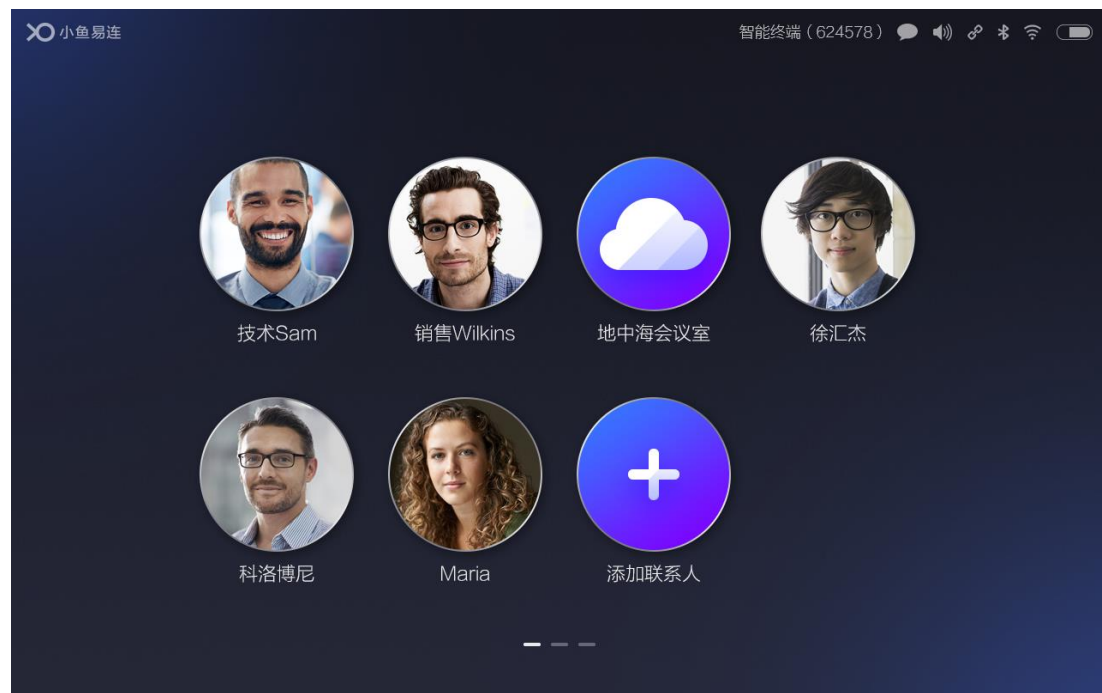 小鱼易连
智能终端（624578）
技术Sam
销售Wilkins
地中海会议室
徐汇杰
科洛博尼
Maria
添加联系人